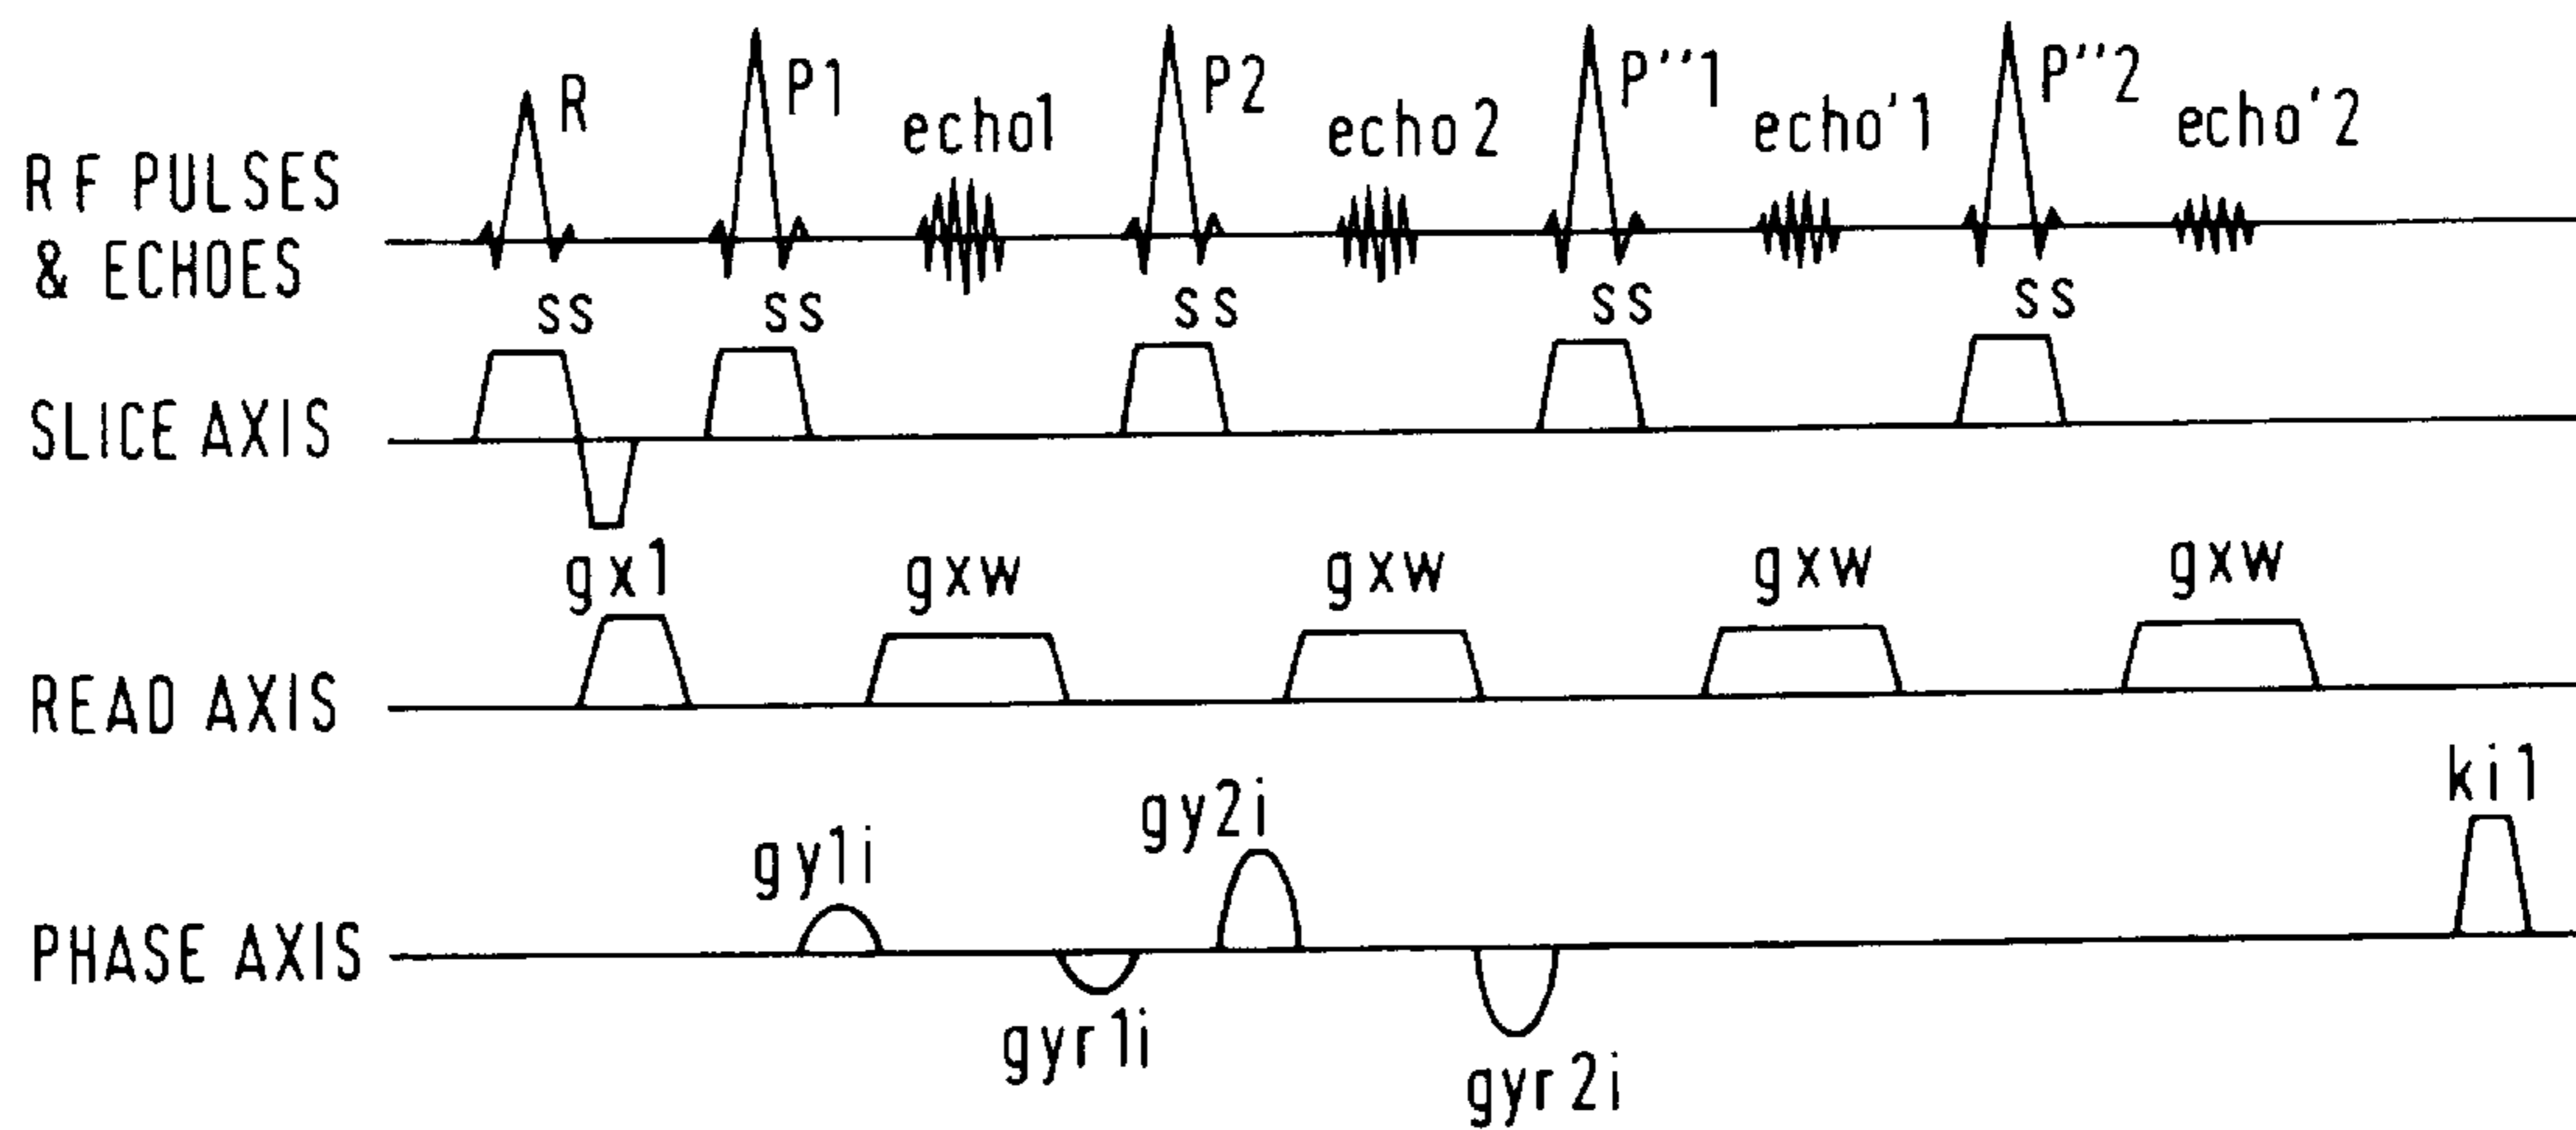 R P1 echo1 P2 echo2 P''1 echo'1 P''2 echo'2
RF PULSES
& ECHOES
ss ss ss ss ss
SLICE AXIS
gx1 gxw gxw gxw gxw
READ AXIS
ki1
gy2i
gy1i
PHASE AXIS
gyr1i
gyr2i